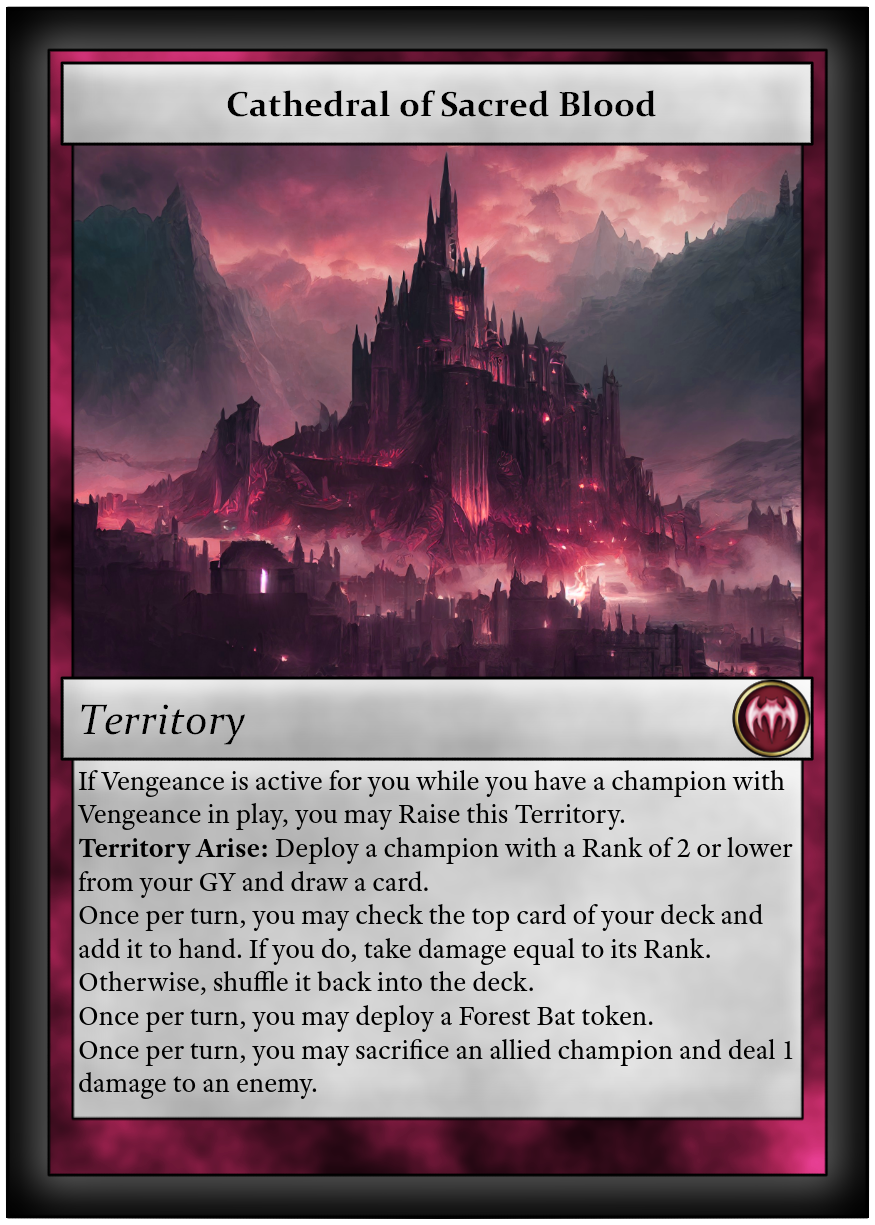 Cathedral of Sacred Blood
Territory
If Vengeance is active for you while you have a champion with
Vengeance in play, you may Raise this Territory.
Territory Arise: Deploy a champion with a Rank of 2 or lower
from your GY and draw a card.
Once per turn, you may check the top card of your deck and
add it to hand. If you do, take damage equal to its Rank.
Otherwise, shuffle it back into the deck.
Once per turn, you may deploy a Forest Bat token.
Once per turn, you may sacrifice an allied champion and deal 1
damage to an enemy.